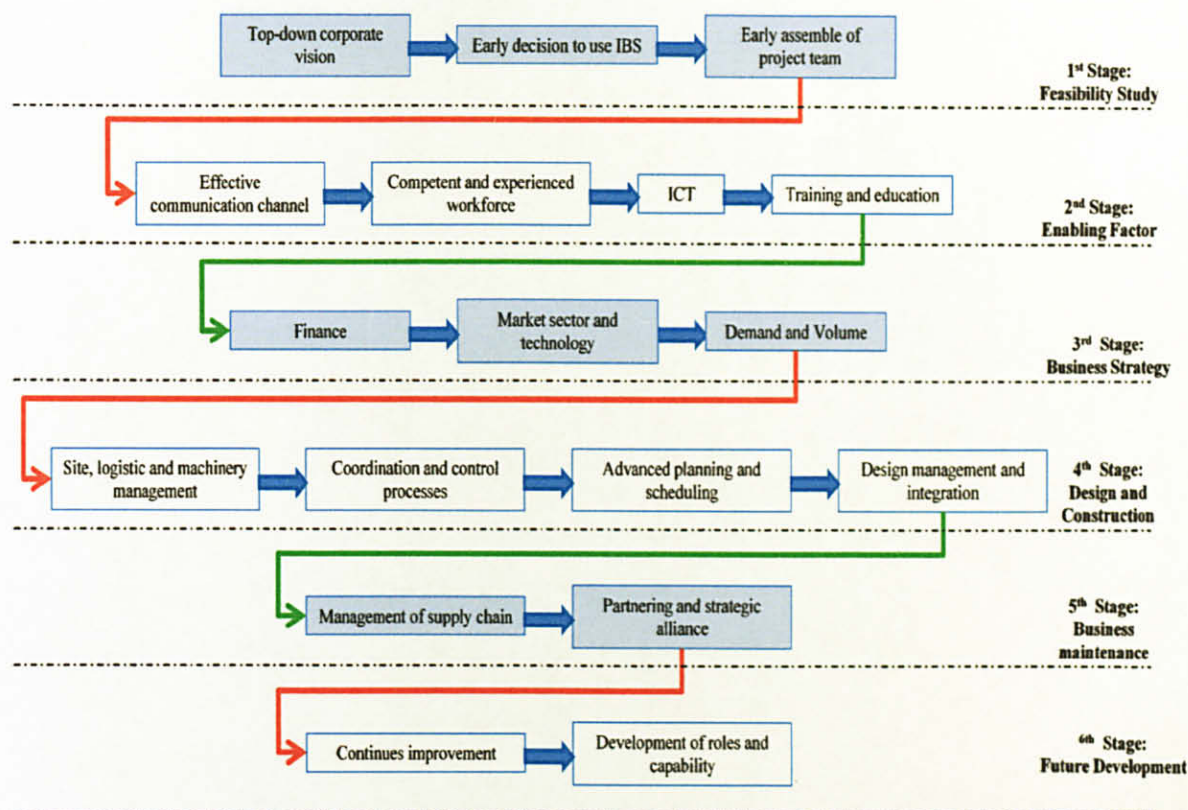 Top-down corporate
vision
Early decision to use IBS
Early assemble of
project team
1st Stage:
Feasibility Study
Effective
communication channel
Competent and experienced
workforce
ICT
Training and education
2nd Stage:
Enabling Factor
Finance
Market sector and
technology
Demand and Volume
3rd Stage:
Business Strategy
Site, logistic and machinery
management
Coordination and control
processes
Advanced planning and
scheduling
Design management and
integration
4th Stage:
Design and
Construction
Management of supply chain
Partnering and strategic
alliance
5th Stage:
Business
maintenance
Continues improvement
Development of roles and
capability
6th Stage:
Future Development